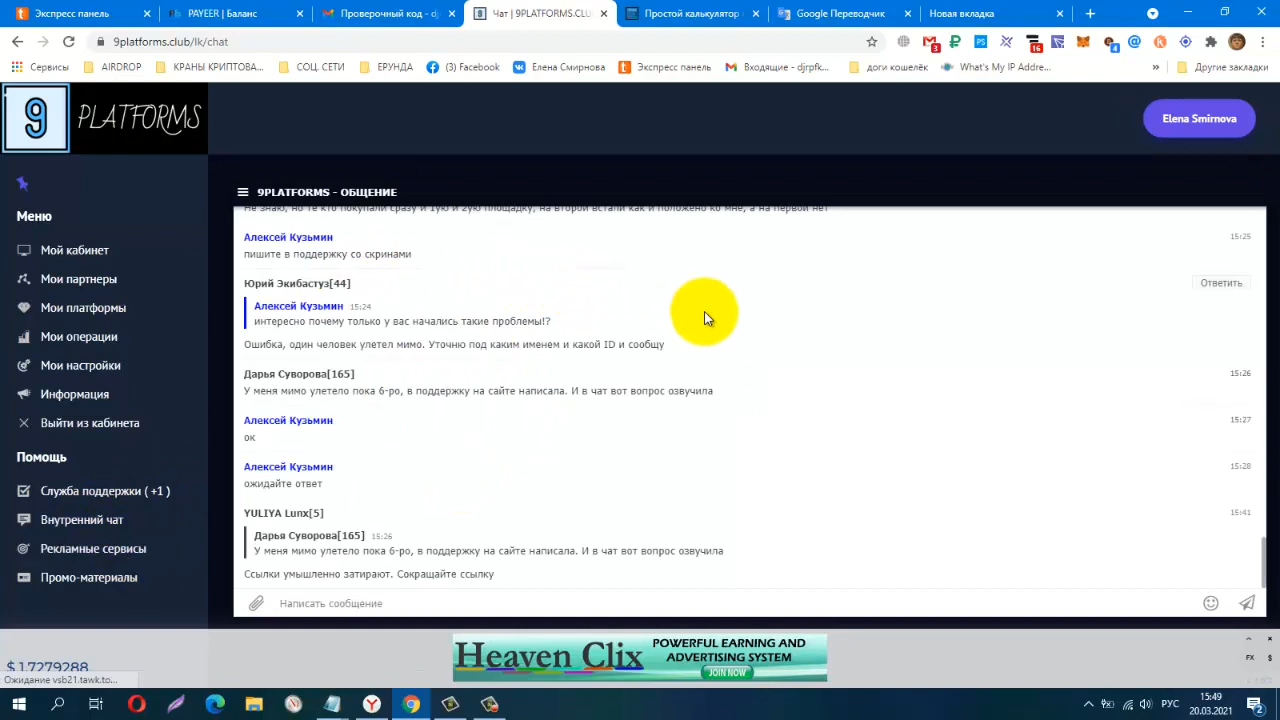 Экспресс панель
PAYEER | Баланс
Проверочный код - dj
Чат | 9PLATFORMS.CLU
Простой калькулятор
Google Переводчик
Новая вкладка
9platforms.club/lk/chat
3
16
4
Сервисы
AIRDROP
КРАНЫ КРИПТОВА...
СОЦ. СЕТИ
ЕРУНДА
(3) Facebook
Елена Смирнова
Экспресс панель
Входящие - djrpfk...
доги кошелёк
What's My IP Addre...
»
Другие закладки
9
PLATFORMS
Elena Smirnova
9PLATFORMS - ОБЩЕНИЕ
Меню
Мой кабинет
Мои партнеры
Мои платформы
Мои операции
Мои настройки
Информация
Выйти из кабинета
Помощь
Служба поддержки ( +1 )
Внутренний чат
Рекламные сервисы
Промо-материалы
$ 1.7279288
Ожидание vsb21.tawk.to...
Не знаю, но те кто покупали сразу и 1ую и 2ую площадку, на второй встали как и положено ко мне, а на первой нет
Алексей Кузьмин
15:25
пишите в поддержку со скринами
Юрий Экибастуз[44]
Ответить
Алексей Кузьмин 15:24
интересно почему только у вас начались такие проблемы!?
Ошибка, один человек улетел мимо. Уточню под каким именем и какой ID и сообщу
Дарья Суворова[165]
15:26
У меня мимо улетело пока 6-ро, в поддержку на сайте написала. И в чат вот вопрос озвучила
Алексей Кузьмин
15:27
ок
Алексей Кузьмин
15:28
ожидайте ответ
YULIYA Lunx[5]
15:41
Дарья Суворова[165] 15:26
У меня мимо улетело пока 6-ро, в поддержку на сайте написала. И в чат вот вопрос озвучила
Ссылки умышленно затирают. Сокращайте ссылку
Написать сообщение
Heaven Clix
POWERFUL EARNING AND
ADVERTISING SYSTEM
JOIN NOW
FX
$
РУС
15:49
20.03.2021
2